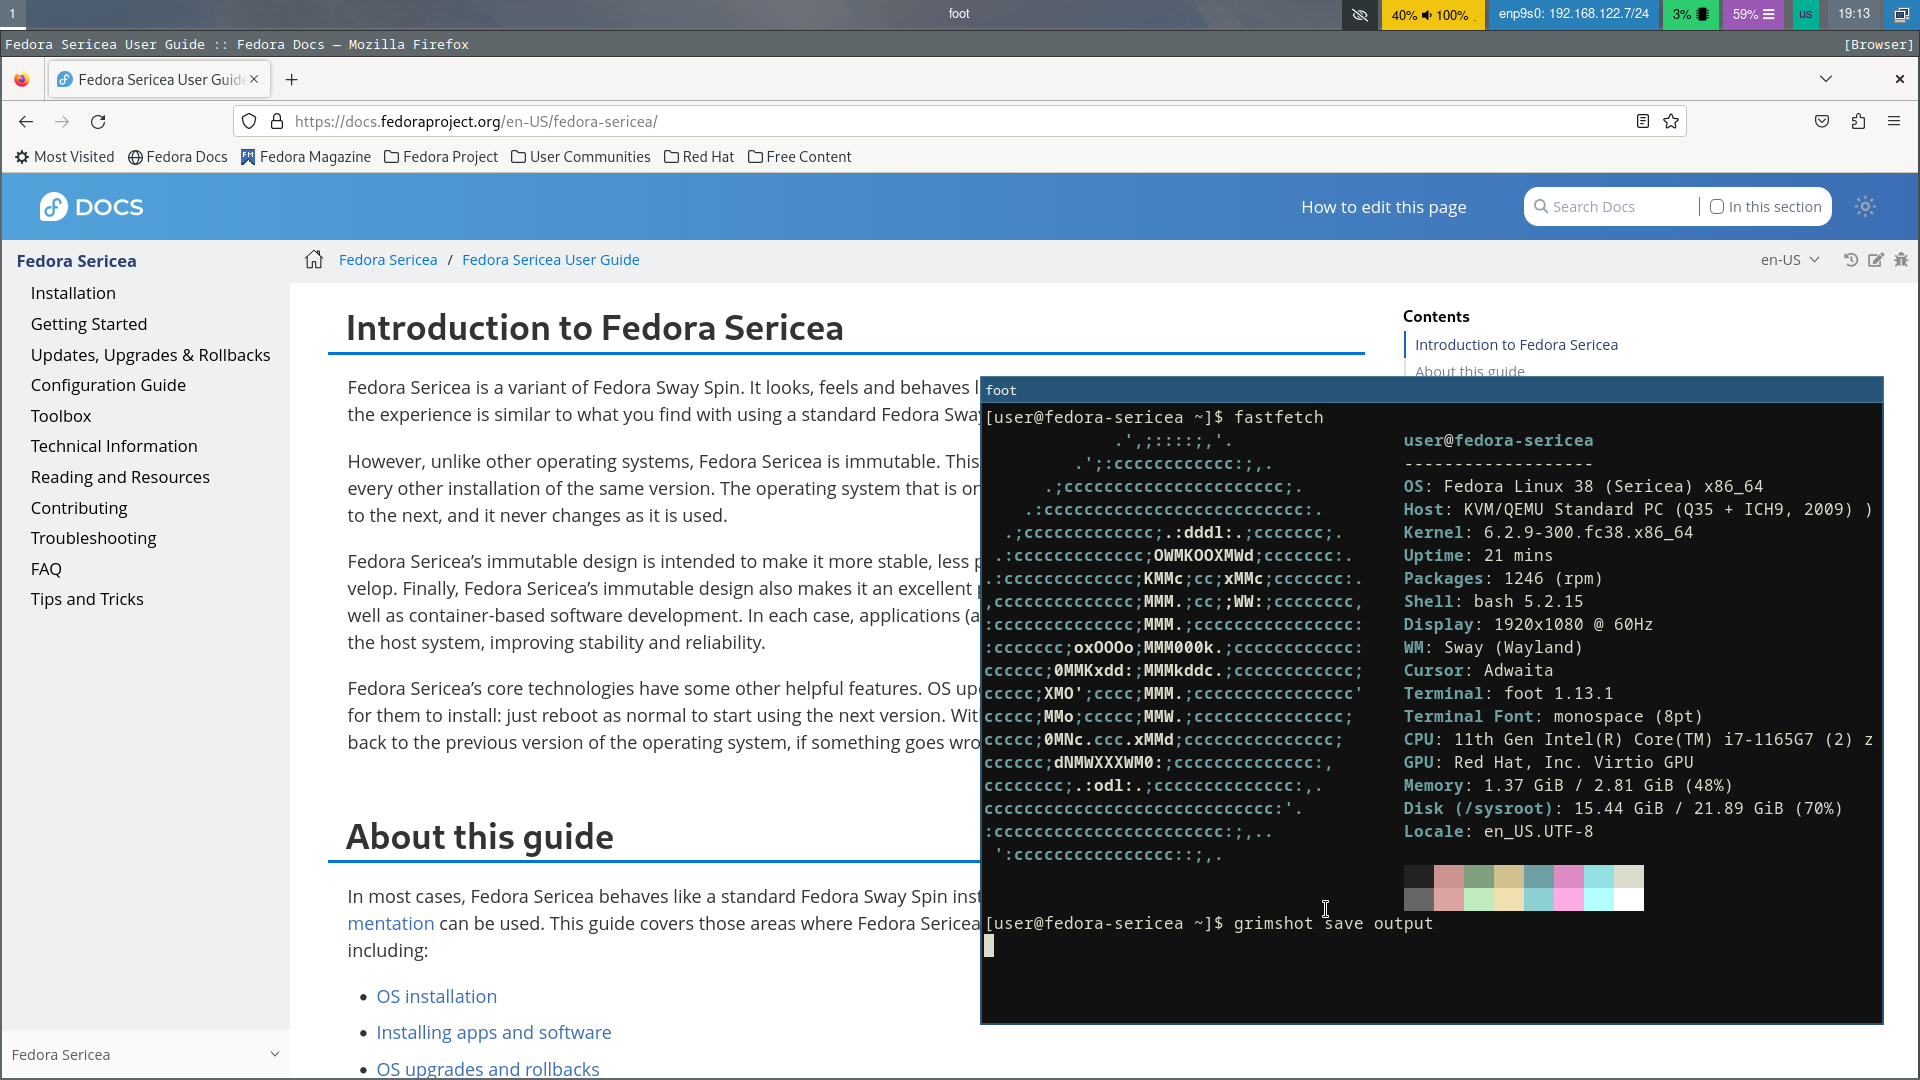 1
foot
40% 100%
enp9s0: 192.168.122.7/24
3%
59%
us
19:13
Fedora Sericea User Guide :: Fedora Docs — Mozilla Firefox
[Browser]
Fedora Sericea User Guide
https://docs.fedoraproject.org/en-US/fedora-sericea/
Most Visited
Fedora Docs
Fedora Magazine
Fedora Project
User Communities
Red Hat
Free Content
DOCS
How to edit this page
Search Docs
In this section
Fedora Sericea
Installation
Getting Started
Updates, Upgrades & Rollbacks
Configuration Guide
Toolbox
Technical Information
Reading and Resources
Contributing
Troubleshooting
FAQ
Tips and Tricks
Fedora Sericea
Fedora Sericea / Fedora Sericea User Guide
en-US
Introduction to Fedora Sericea
Fedora Sericea is a variant of Fedora Sway Spin. It looks, feels and behaves
the experience is similar to what you find with using a standard Fedora Sway
However, unlike other operating systems, Fedora Sericea is immutable. This
every other installation of the same version. The operating system that is on
to the next, and it never changes as it is used.
Fedora Sericea’s immutable design is intended to make it more stable, less
velop. Finally, Fedora Sericea’s immutable design also makes it an excellent
well as container-based software development. In each case, applications (a
the host system, improving stability and reliability.
Fedora Sericea’s core technologies have some other helpful features. OS
for them to install: just reboot as normal to start using the next version.
back to the previous version of the operating system, if something goes
About this guide
In most cases, Fedora Sericea behaves like a standard Fedora Sway Spin
mentation can be used. This guide covers those areas where Fedora Sericea
including:
OS installation
Installing apps and software
OS upgrades and rollbacks
Contents
Introduction to Fedora Sericea
About this guide
foot
[user@fedora-sericea ~]$ fastfetch
user@fedora-sericea
-------------------
OS: Fedora Linux 38 (Sericea) x86_64
Host: KVM/QEMU Standard PC (Q35 + ICH9, 2009) )
Kernel: 6.2.9-300.fc38.x86_64
Uptime: 21 mins
Packages: 1246 (rpm)
Shell: bash 5.2.15
Display: 1920x1080 @ 60Hz
WM: Sway (Wayland)
Cursor: Adwaita
Terminal: foot 1.13.1
Terminal Font: monospace (8pt)
CPU: 11th Gen Intel(R) Core(TM) i7-1165G7 (2) z
GPU: Red Hat, Inc. Virtio GPU
Memory: 1.37 GiB / 2.81 GiB (48%)
Disk (/sysroot): 15.44 GiB / 21.89 GiB (70%)
Locale: en_US.UTF-8
[user@fedora-sericea ~]$ grimshot save output